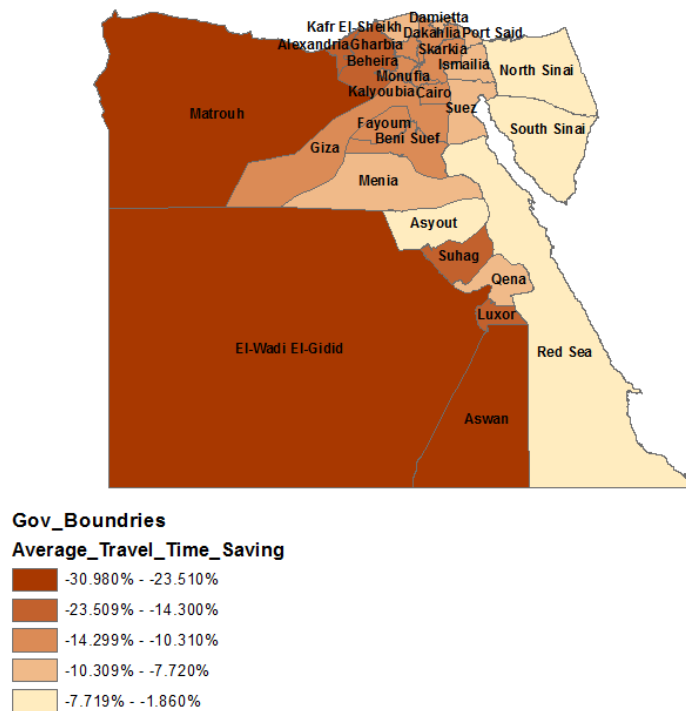 Damietta
Kafr El-Sheikh
Dakahlia Port Said
Alexandria Gharbia
Skarkia
Beheira
Ismailia
North Sinai
Monufia
Kalyoubia Cairo
Matrouh
Suez
Fayoum
South Sinai
Beni Suef
Giza
Menia
Asyout
Suhag
Qena
Luxor
El-Wadi El-Gidid
Red Sea
Aswan
Gov_Boundries
Average_Travel_Time_Saving
-30.980% - -23.510%
-23.509% - -14.300%
-14.299% - -10.310%
-10.309% - -7.720%
-7.719% - -1.860%